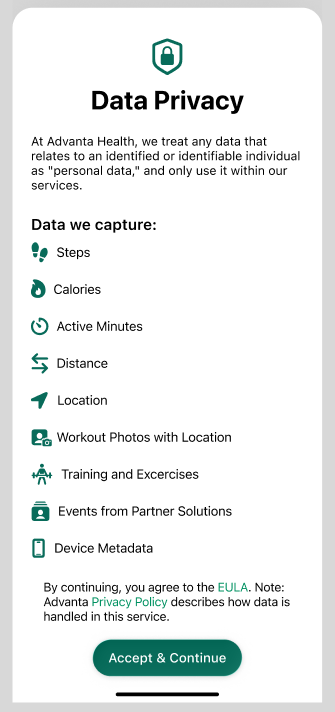 Data Privacy
At Advanta Health, we treat any data that
relates to an identified or identifiable individual
as "personal data," and only use it within our
services.
Data we capture:
Steps
Calories
Active Minutes
Distance
Location
Workout Photos with Location
Training and Excercises
Events from Partner Solutions
Device Metadata
By continuing, you agree to the EULA. Note:
Advanta Privacy Policy describes how data is
handled in this service.
Accept & Continue